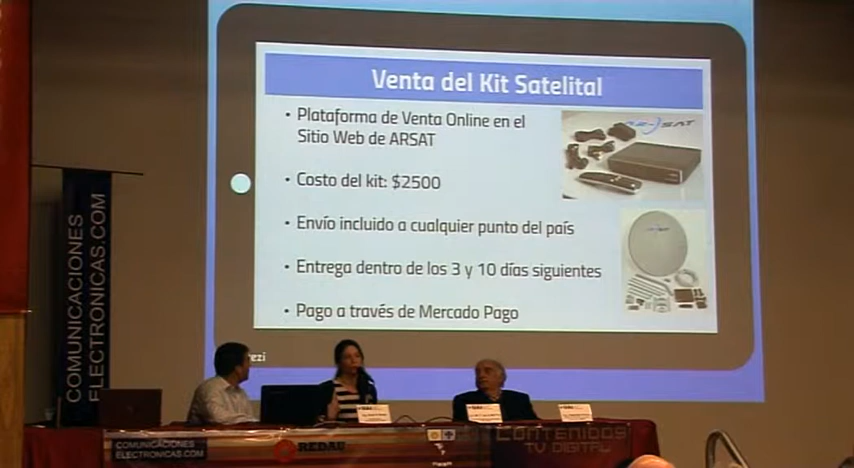 Venta del Kit Satelital
• Plataforma de Venta Online en el
Sitio Web de ARSAT
• Costo del kit: $2500
• Envío incluido a cualquier punto del país
• Entrega dentro de los 3 y 10 días siguientes
• Pago a través de Mercado Pago
COMUNICACIONES
ELECTRONICAS.COM
COMUNICACIONES
ELECTRONICAS.COM
REDAU
CONTENIDOS
TV DIGITAL